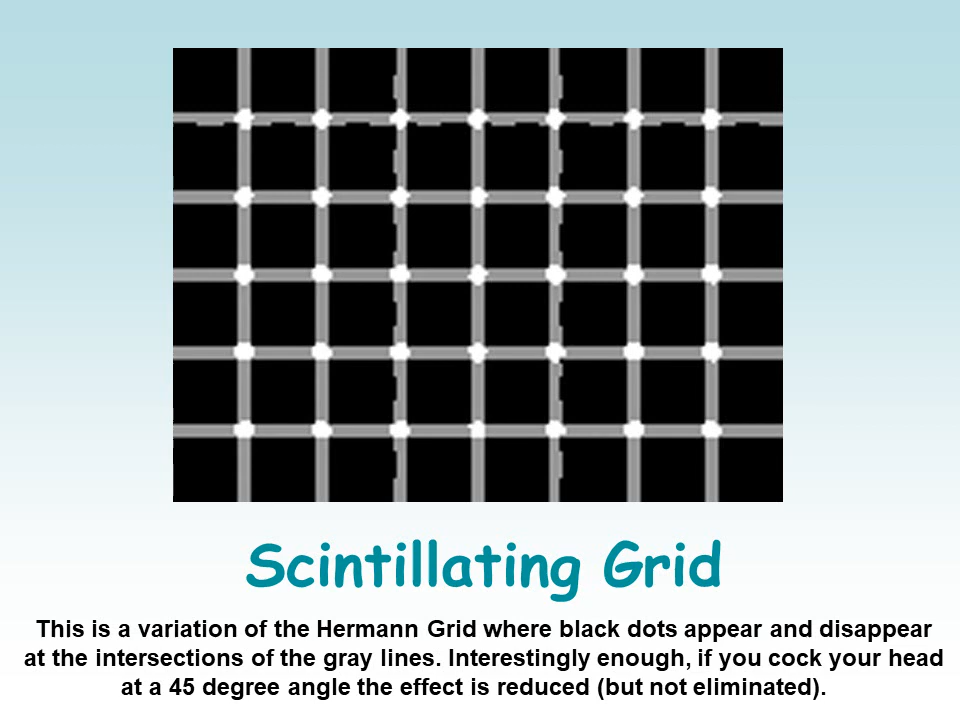 Scintillating Grid
This is a variation of the Hermann Grid where black dots appear and disappear
at the intersections of the gray lines. Interestingly enough, if you cock your head
at a 45 degree angle the effect is reduced (but not eliminated).